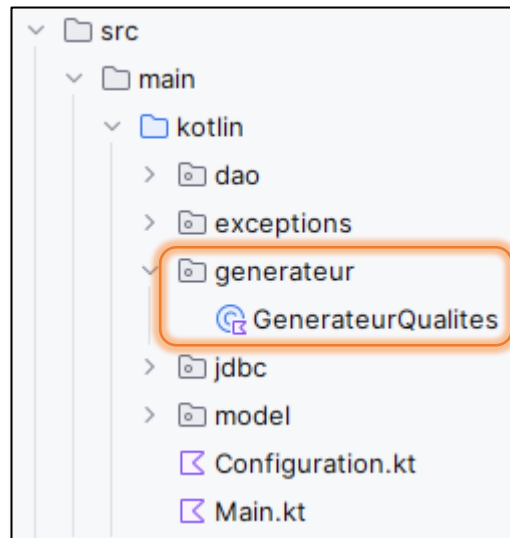 src
main
kotlin
dao
exceptions
generateur
GenerateurQualites
jdbc
model
Configuration.kt
Main.kt